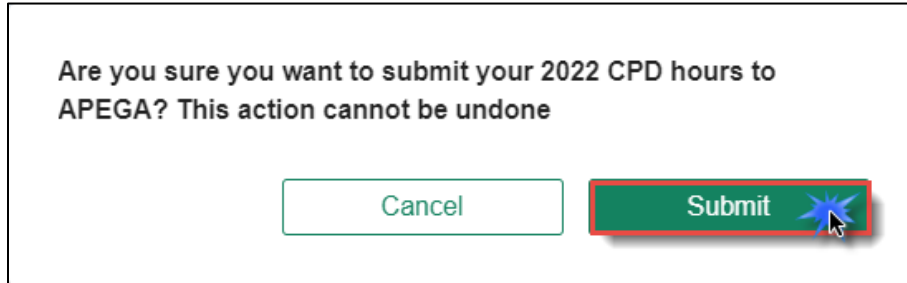 Are you sure you want to submit your 2022 CPD hours to
APEGA? This action cannot be undone
Cancel
Submit